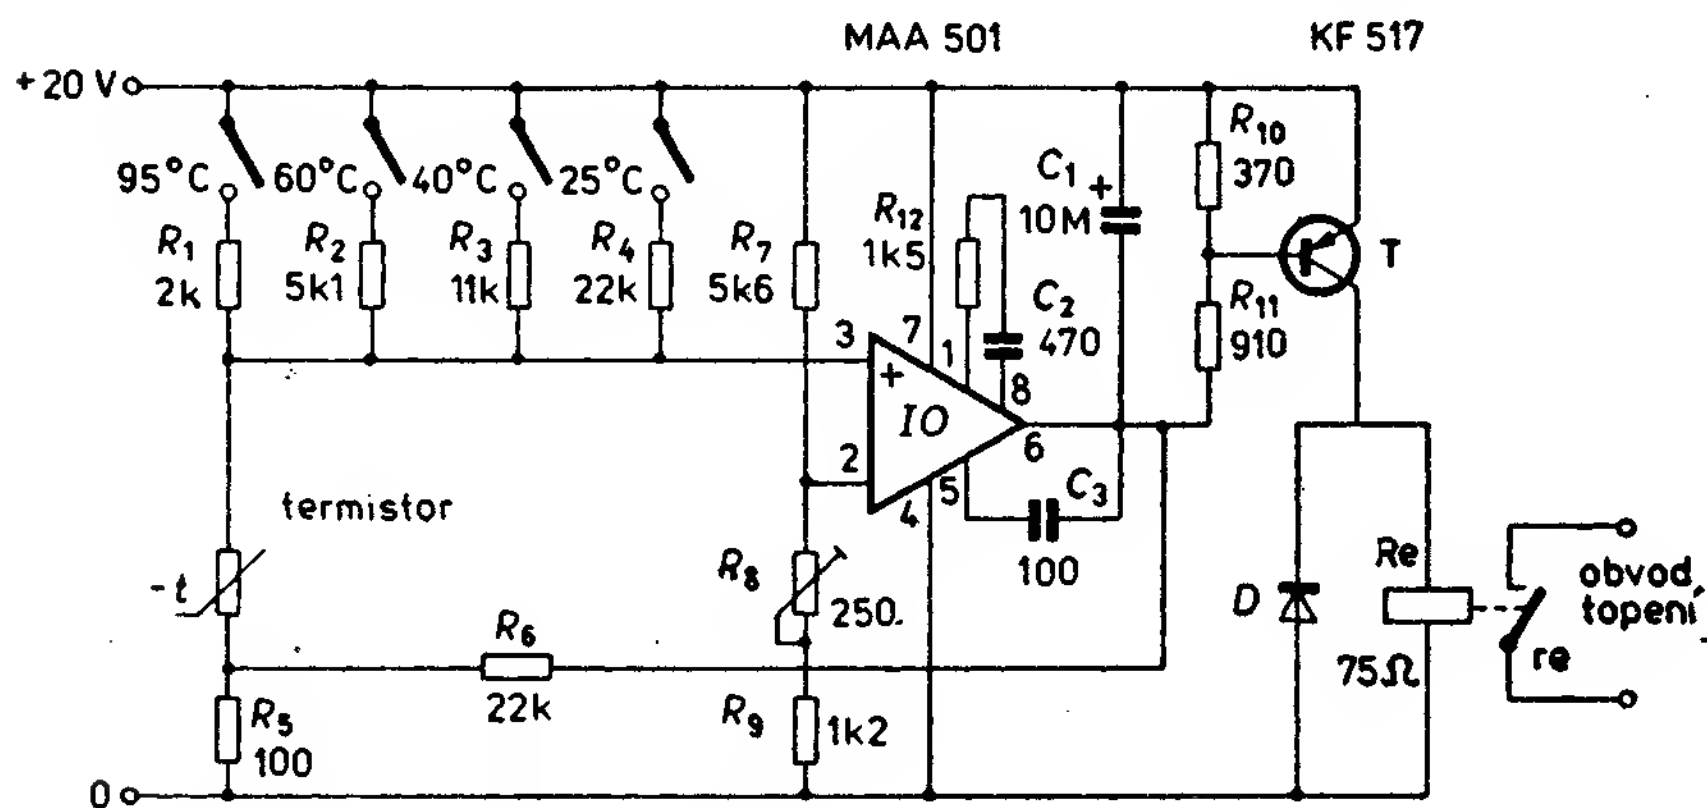 MAA 501
KF 517
+20 V
95°C
60°C
40°C
25°C
R1
2k
R2
5k1
R3
11k
R4
22k
R7
5k6
R12
1k5
C1
+
10M
C2
470
R10
370
R11
910
T
3
7
1
8
+
IO
6
2
4
5
C3
100
termistor
-t
R6
22k
R5
100
R8
250
R9
1k2
D
Re
75Ω
re
obvod
topení
0